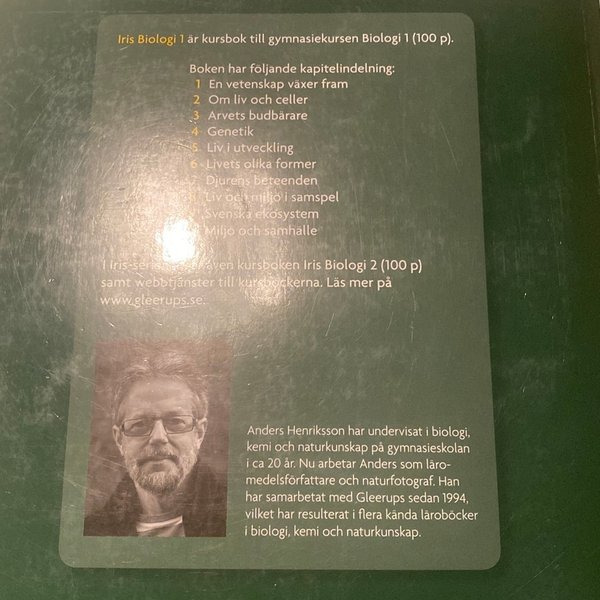 Iris Biologi 1 är kursbok till gymnasiekursen Biologi 1 (100 p).
Boken har följande kapitelindelning:
1 En vetenskap växer fram
2 Om liv och celler
3 Arvets budbärare
4 Genetik
5 Liv i utveckling
6 Livets olika former
7 Djurens beteenden
Liv och miljö i samspel
Svenska ekosystem
Miljö och samhälle
I Iris-serien även kursboken Iris Biologi 2 (100 p)
samt webbtjänster till kursböckerna. Läs mer på
www.gleerups.se.
Anders Henriksson har undervisat i biologi,
kemi och naturkunskap på gymnasieskolan
i ca 20 år. Nu arbetar Anders som läro-
medelsförfattare och naturfotograf. Han
har samarbetat med Gleerups sedan 1994,
vilket har resulterat i flera kända läroböcker
i biologi, kemi och naturkunskap.